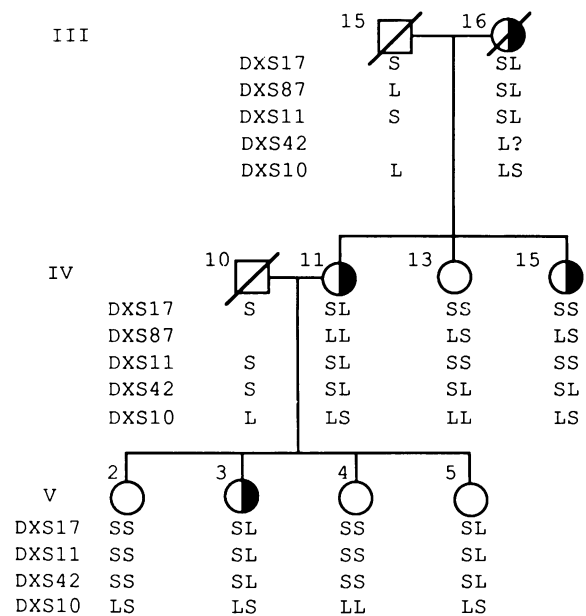 III 15 16
DXS17 S SL
DXS87 L SL
DXS11 S SL
DXS42 L?
DXS10 L LS
IV 10 11 13 15
DXS17 S SL SS SS
DXS87 LL LS LS
DXS11 S SL SS SS
DXS42 S SL SL SL
DXS10 L LS LL LS
V 2 3 4 5
DXS17 SS SL SS SL
DXS11 SS SL SS SL
DXS42 SS SL SS SL
DXS10 LS LS LL LS